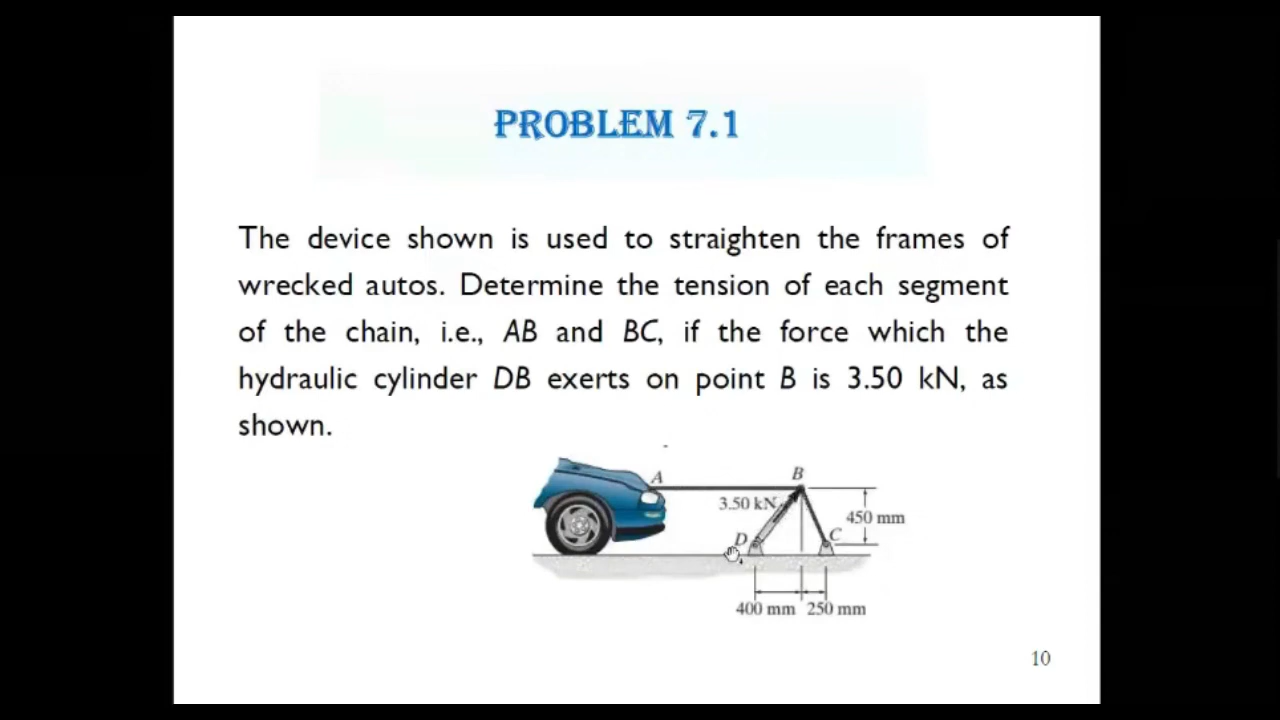 PROBLEM 7.1
The device shown is used to straighten the frames of
wrecked autos. Determine the tension of each segment
of the chain, i.e., AB and BC, if the force which the
hydraulic cylinder DB exerts on point B is 3.50 kN, as
shown.
A
B
3.50 kN
450 mm
D
C
400 mm 250 mm
10